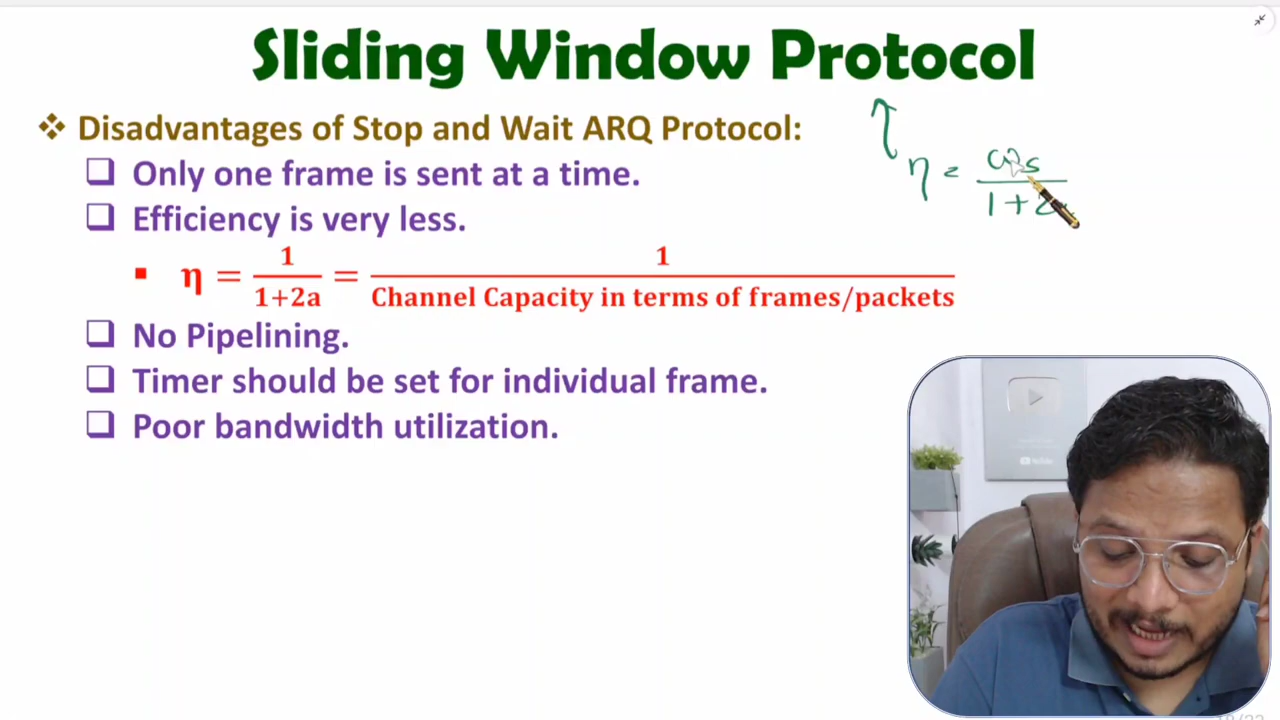 Sliding Window Protocol
❖ Disadvantages of Stop and Wait ARQ Protocol:
❑ Only one frame is sent at a time.
❑ Efficiency is very less.
▪ η = 1/(1+2a) = 1/(Channel Capacity in terms of frames/packets)
❑ No Pipelining.
❑ Timer should be set for individual frame.
❑ Poor bandwidth utilization.
↑ η =
1+2